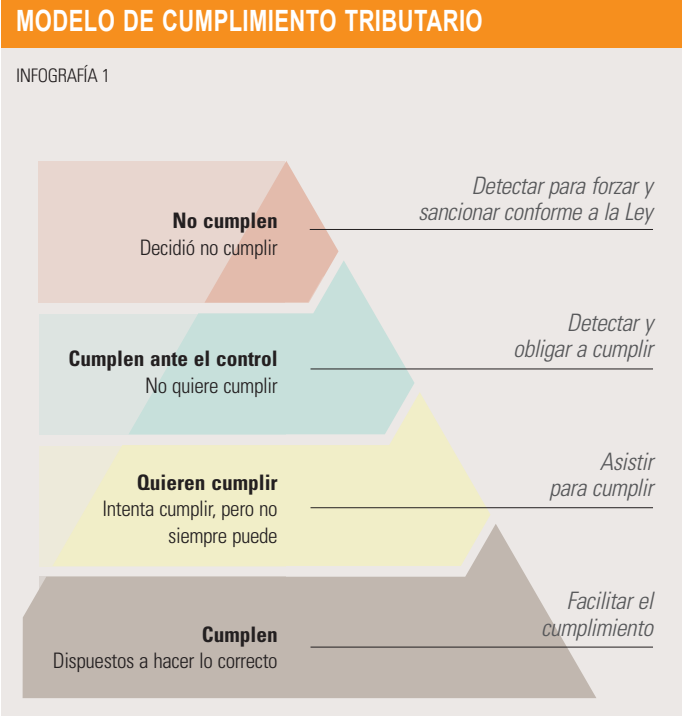 MODELO DE CUMPLIMIENTO TRIBUTARIO
INFOGRAFÍA 1
No cumplen
Decidió no cumplir
Detectar para forzar y
sancionar conforme a la Ley
Cumplen ante el control
No quiere cumplir
Detectar y
obligar a cumplir
Quieren cumplir
Intenta cumplir, pero no
siempre puede
Asistir
para cumplir
Cumplen
Dispuestos a hacer lo correcto
Facilitar el
cumplimiento